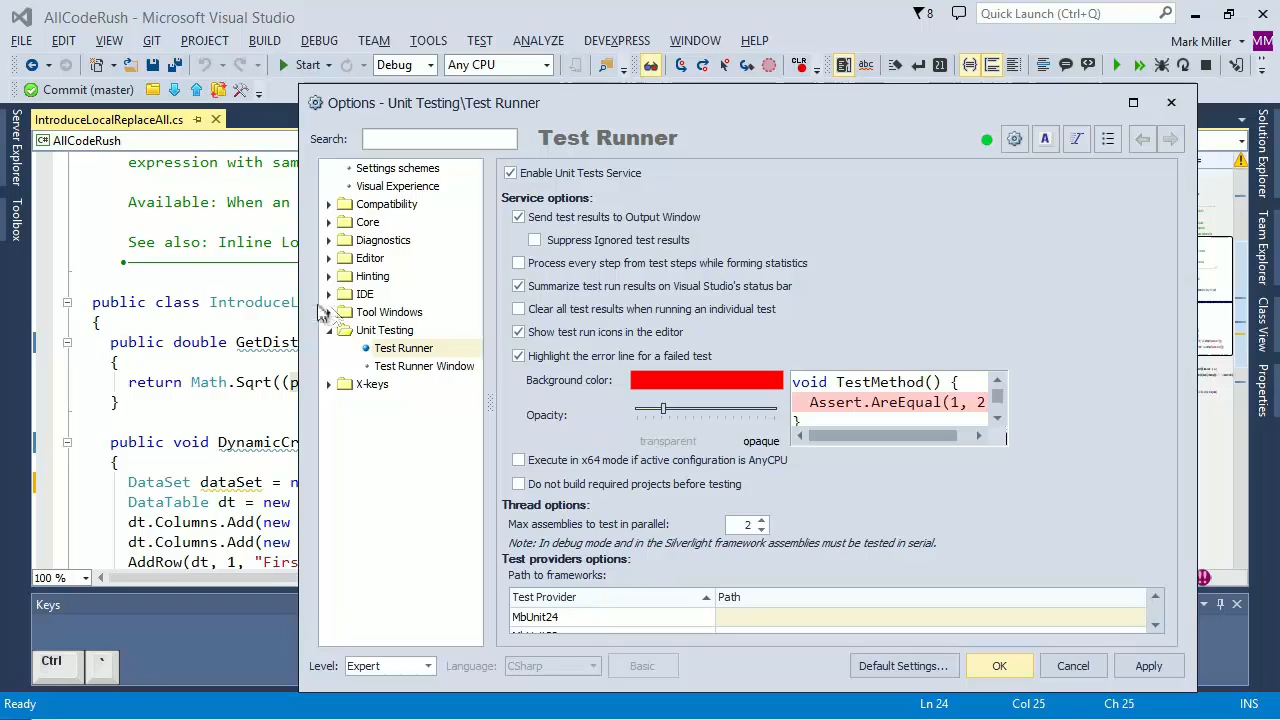 AllCodeRush - Microsoft Visual Studio
8
Quick Launch (Ctrl+Q)
FILE EDIT VIEW GIT PROJECT BUILD DEBUG TEAM TOOLS TEST ANALYZE DEVEXPRESS WINDOW HELP
Mark Miller
MM
Start
Debug
Any CPU
CLR
abc
21
Commit (master)
Options - Unit Testing\Test Runner
Server Explorer
Toolbox
IntroduceLocalReplaceAll.cs
C# AllCodeRush
expression with sam
Available: When an
See also: Inline Lo
public class IntroduceL
{
public double GetDist
{
return Math.Sqrt((p
}
public void DynamicCr
{
DataSet dataSet = n
DataTable dt = new
dt.Columns.Add(new
dt.Columns.Add(new
AddRow(dt, 1, "Firs
100 %
Keys
Ctrl
`
Search:
Test Runner
A
Settings schemes
Visual Experience
Compatibility
Core
Diagnostics
Editor
Hinting
IDE
Tool Windows
Unit Testing
Test Runner
Test Runner Window
X-keys
Enable Unit Tests Service
Service options:
Send test results to Output Window
Suppress Ignored test results
Process every step from test steps while forming statistics
Summarize test run results on Visual Studio's status bar
Clear all test results when running an individual test
Show test run icons in the editor
Highlight the error line for a failed test
Background color:
Opacity:
transparent
opaque
void TestMethod() {
Assert.AreEqual(1, 2
}
Execute in x64 mode if active configuration is AnyCPU
Do not build required projects before testing
Thread options:
Max assemblies to test in parallel: 2
Note: In debug mode and in the Silverlight framework assemblies must be tested in serial.
Test providers options:
Path to frameworks:
Test Provider Path
MbUnit24
Level: Expert
Language: CSharp
Basic
Default Settings...
OK
Cancel
Apply
Solution Explorer
Team Explorer
Class View
Properties
Ready
Ln 24
Col 25
Ch 25
INS